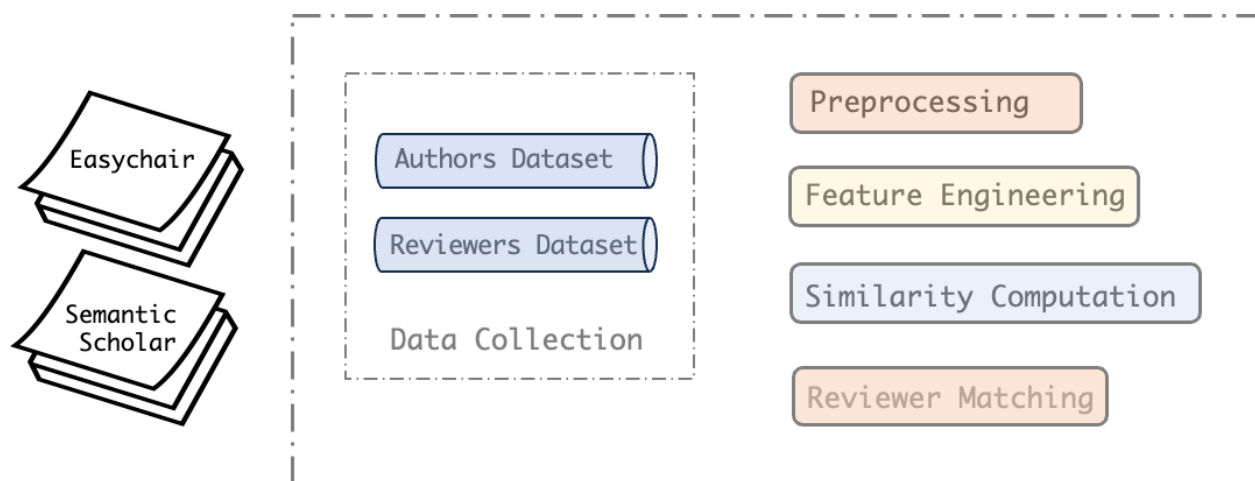 Easychair
Semantic
Scholar
Authors Dataset
Reviewers Dataset
Data Collection
Preprocessing
Feature Engineering
Similarity Computation
Reviewer Matching